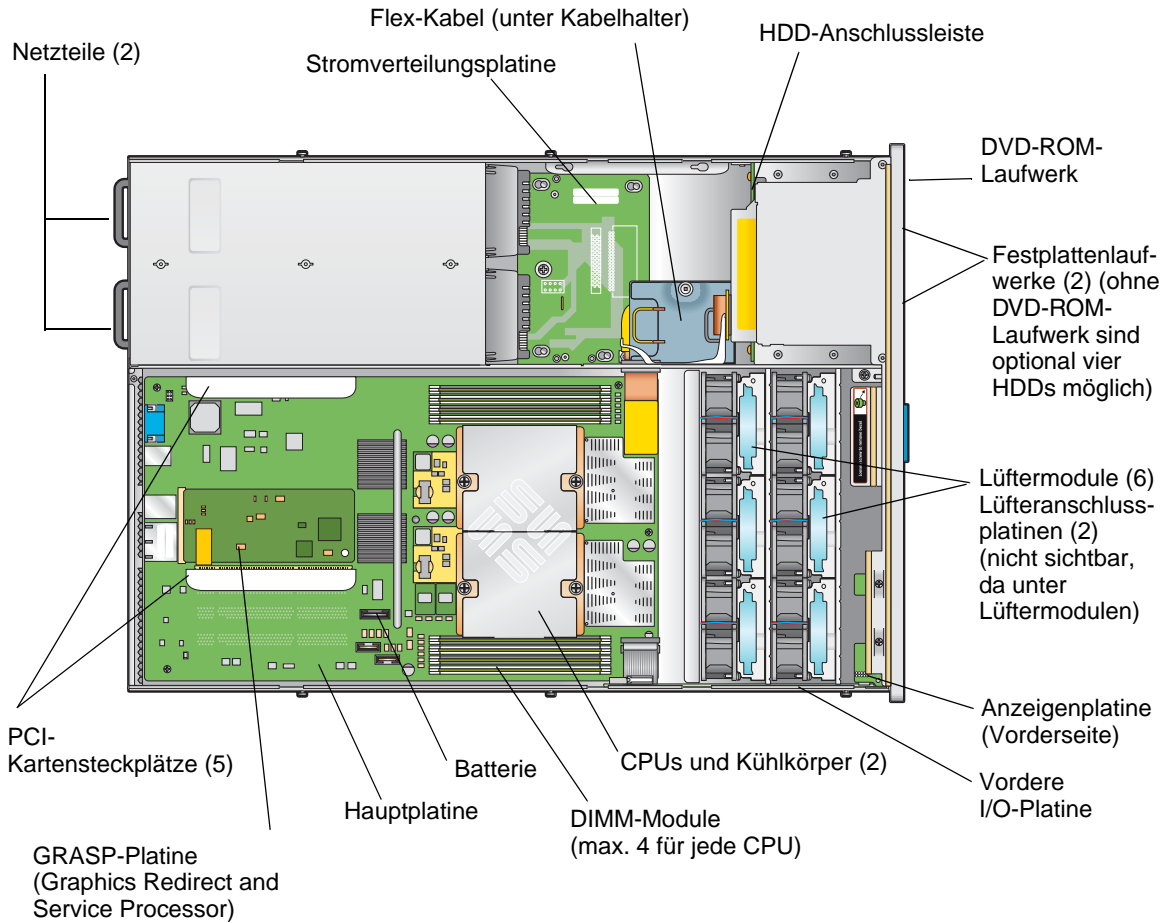 Flex-Kabel (unter Kabelhalter)
HDD-Anschlussleiste
Netzteile (2)
Stromverteilungsplatine
DVD-ROM-
Laufwerk
Festplattenlauf-
werke (2) (ohne
DVD-ROM-
Laufwerk sind
optional vier
HDDs möglich)
Lüftermodule (6)
Lüfteranschluss-
platinen (2)
(nicht sichtbar,
da unter
Lüftermodulen)
Anzeigenplatine
(Vorderseite)
Vordere
I/O-Platine
PCI-
Kartensteckplätze (5)
Batterie
CPUs und Kühlkörper (2)
Hauptplatine
DIMM-Module
(max. 4 für jede CPU)
GRASP-Platine
(Graphics Redirect and
Service Processor)